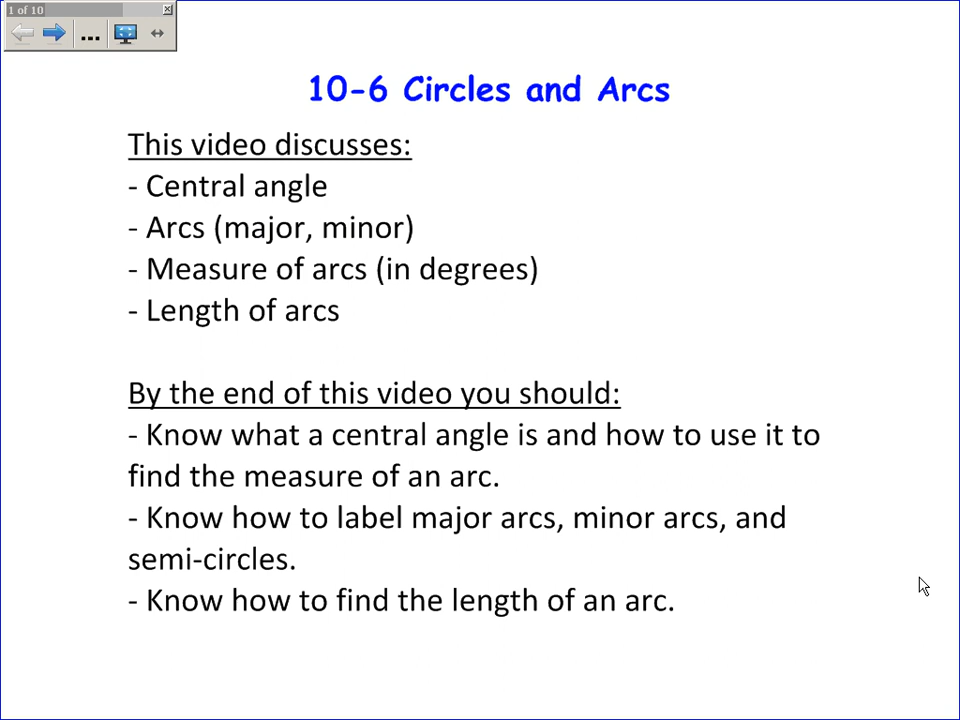 1 of 10
10-6 Circles and Arcs
This video discusses:
- Central angle
- Arcs (major, minor)
- Measure of arcs (in degrees)
- Length of arcs
By the end of this video you should:
- Know what a central angle is and how to use it to
find the measure of an arc.
- Know how to label major arcs, minor arcs, and
semi-circles.
- Know how to find the length of an arc.